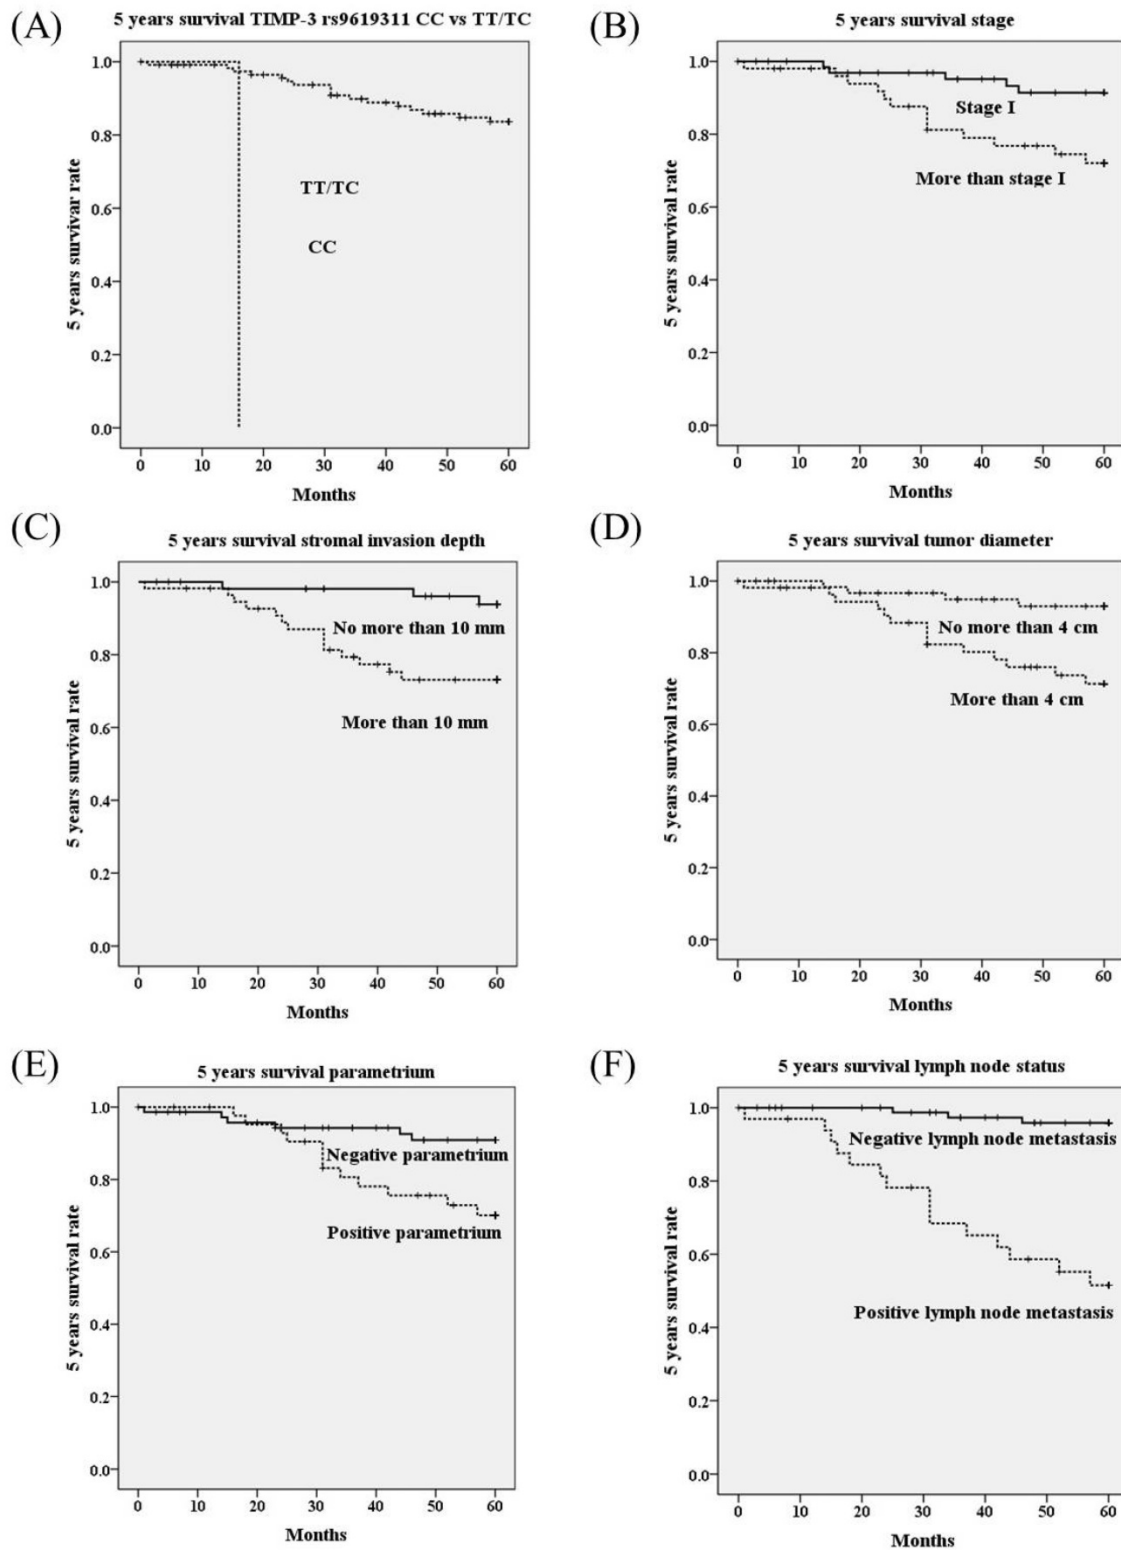 (A)
5 years survival TIMP-3 rs9619311 CC vs TT/TC
5 years survivar rate
1.0
0.8
0.6
0.4
0.2
0.0
TT/TC
CC
0 10 20 30 40 50 60
Months
(B)
5 years survival stage
5 years survival rate
1.0
0.8
0.6
0.4
0.2
0.0
Stage I
More than stage I
0 10 20 30 40 50 60
Months
(C)
5 years survival stromal invasion depth
5 years survival rate
1.0
0.8
0.6
0.4
0.2
0.0
No more than 10 mm
More than 10 mm
0 10 20 30 40 50 60
Months
(D)
5 years survival tumor diameter
5 years survival rate
1.0
0.8
0.6
0.4
0.2
0.0
No more than 4 cm
More than 4 cm
0 10 20 30 40 50 60
Months
(E)
5 years survival parametrium
5 years survival rate
1.0
0.8
0.6
0.4
0.2
0.0
Negative parametrium
Positive parametrium
0 10 20 30 40 50 60
Months
(F)
5 years survival lymph node status
5 years survival rate
1.0
0.8
0.6
0.4
0.2
0.0
Negative lymph node metastasis
Positive lymph node metastasis
0 10 20 30 40 50 60
Months